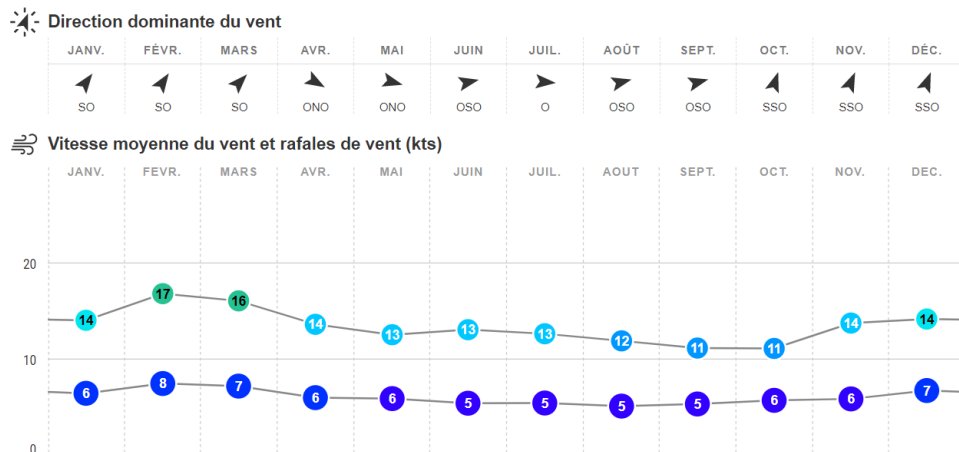 Direction dominante du vent
JANV. FÉVR. MARS AVR. MAI JUIN JUIL. AOÛT SEPT. OCT. NOV. DÉC.
SO SO SO ONO ONO OSO O OSO OSO SSO SSO SSO
Vitesse moyenne du vent et rafales de vent (kts)
JANV. FEVR. MARS AVR. MAI JUIN JUIL. AOUT SEPT. OCT. NOV. DEC.
20
14 17 16 14 13 13 13 12 11 11 14 14
10
6 8 7 6 6 5 5 5 5 6 6 7
0